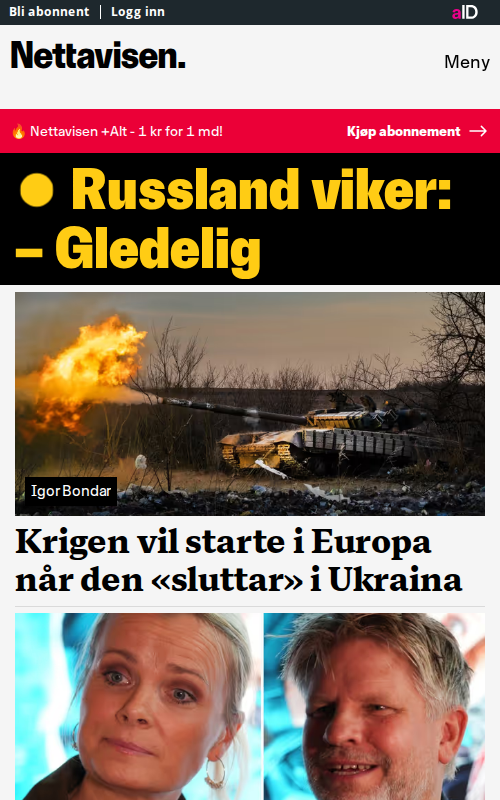 Bli abonnent | Logg inn
aID
Nettavisen.
Meny
🔥 Nettavisen +Alt - 1 kr for 1 md!
Kjøp abonnement →
Russland viker:
– Gledelig
Igor Bondar
Krigen vil starte i Europa
når den «sluttar» i Ukraina